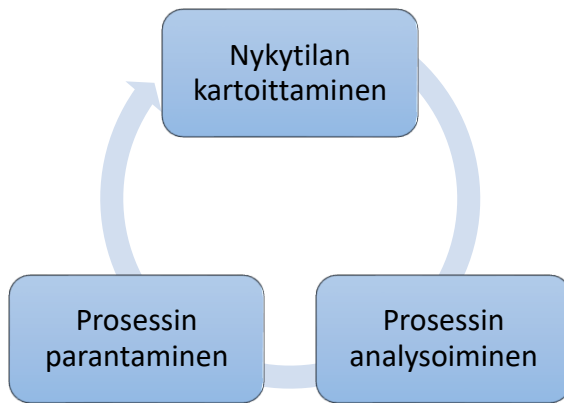 Nykytilan
kartoittaminen
Prosessin
analysoiminen
Prosessin
parantaminen